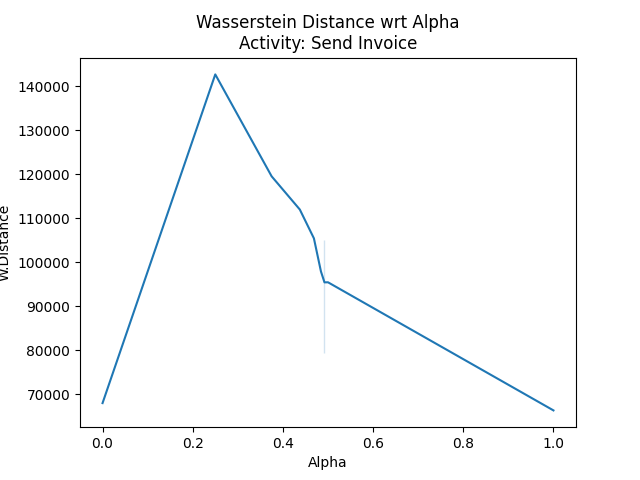 Wasserstein Distance wrt Alpha
Activity: Send Invoice
140000
130000
120000
110000
100000
90000
80000
70000
W.Distance
0.0 0.2 0.4 0.6 0.8 1.0
Alpha